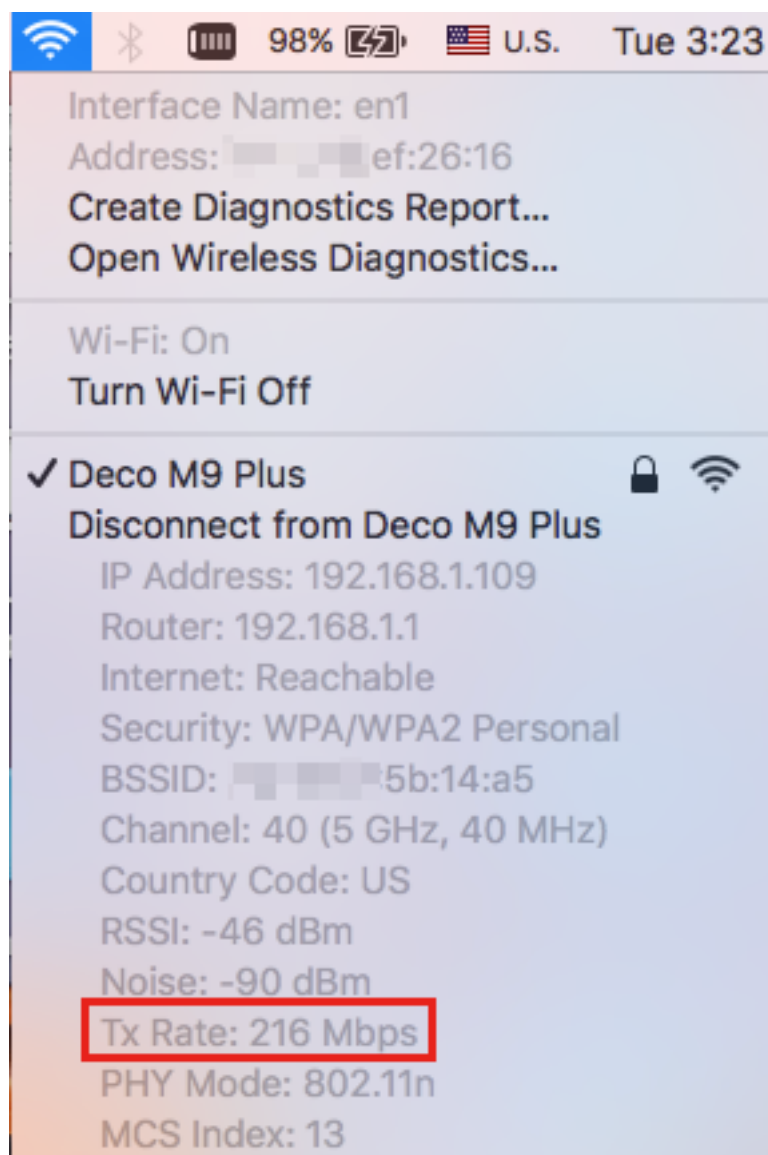 98% U.S. Tue 3:23
Interface Name: en1
Address: ef:26:16
Create Diagnostics Report...
Open Wireless Diagnostics...
Wi-Fi: On
Turn Wi-Fi Off
✓ Deco M9 Plus
Disconnect from Deco M9 Plus
IP Address: 192.168.1.109
Router: 192.168.1.1
Internet: Reachable
Security: WPA/WPA2 Personal
BSSID: 5b:14:a5
Channel: 40 (5 GHz, 40 MHz)
Country Code: US
RSSI: -46 dBm
Noise: -90 dBm
Tx Rate: 216 Mbps
PHY Mode: 802.11n
MCS Index: 13